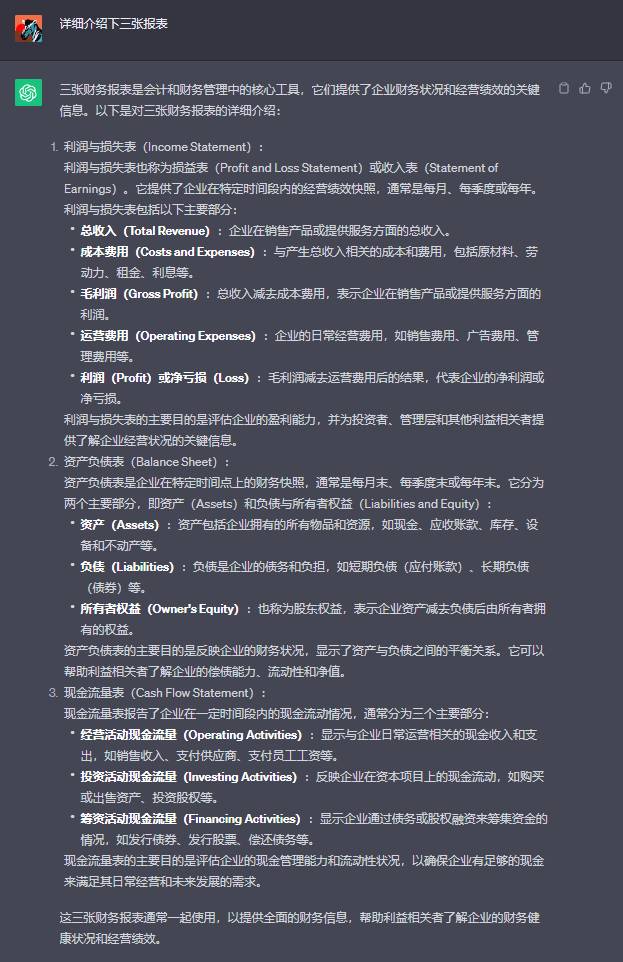 详细介绍下三张报表
三张财务报表是会计和财务管理中的核心工具，它们提供了企业财务状况和经营绩效的关键
信息。以下是对三张财务报表的详细介绍：
1. 利润与损失表（Income Statement）：
利润与损失表也称为损益表（Profit and Loss Statement）或收入表（Statement of
Earnings）。它提供了企业在特定时间段内的经营绩效快照，通常是每月、每季度或每年。
利润与损失表包括以下主要部分：
• 总收入（Total Revenue）：企业在销售产品或提供服务方面的总收入。
• 成本费用（Costs and Expenses）：与产生总收入相关的成本和费用，包括原材料、劳
动力、租金、利息等。
• 毛利润（Gross Profit）：总收入减去成本费用，表示企业在销售产品或提供服务方面的
利润。
• 运营费用（Operating Expenses）：企业的日常经营费用，如销售费用、广告费用、管
理费用等。
• 利润（Profit）或净亏损（Loss）：毛利润减去运营费用后的结果，代表企业的净利润或
净亏损。
利润与损失表的主要目的是评估企业的盈利能力，并为投资者、管理层和其他利益相关者提
供了解企业经营状况的关键信息。
2. 资产负债表（Balance Sheet）：
资产负债表是企业在特定时间点上的财务快照，通常是每月末、每季度末或每年末。它分为
两个主要部分，即资产（Assets）和负债与所有者权益（Liabilities and Equity）：
• 资产（Assets）：资产包括企业拥有的所有物品和资源，如现金、应收账款、库存、设
备和不动产等。
• 负债（Liabilities）：负债是企业的债务和负担，如短期负债（应付账款）、长期负债
（债券）等。
• 所有者权益（Owner's Equity）：也称为股东权益，表示企业资产减去负债后由所有者拥
有的权益。
资产负债表的主要目的是反映企业的财务状况，显示了资产与负债之间的平衡关系。它可以
帮助利益相关者了解企业的偿债能力、流动性和净值。
3. 现金流量表（Cash Flow Statement）：
现金流量表报告了企业在一定时间段内的现金流动情况，通常分为三个主要部分：
• 经营活动现金流量（Operating Activities）：显示与企业日常运营相关的现金收入和支
出，如销售收入、支付供应商、支付员工工资等。
• 投资活动现金流量（Investing Activities）：反映企业在资本项目上的现金流动，如购买
或出售资产、投资股权等。
• 筹资活动现金流量（Financing Activities）：显示企业通过债务或股权融资来筹集资金的
情况，如发行债券、发行股票、偿还债务等。
现金流量表的主要目的是评估企业的现金管理能力和流动性状况，以确保企业有足够的现金
来满足其日常经营和未来发展的需求。
这三张财务报表通常一起使用，以提供全面的财务信息，帮助利益相关者了解企业的财务健
康状况和经营绩效。